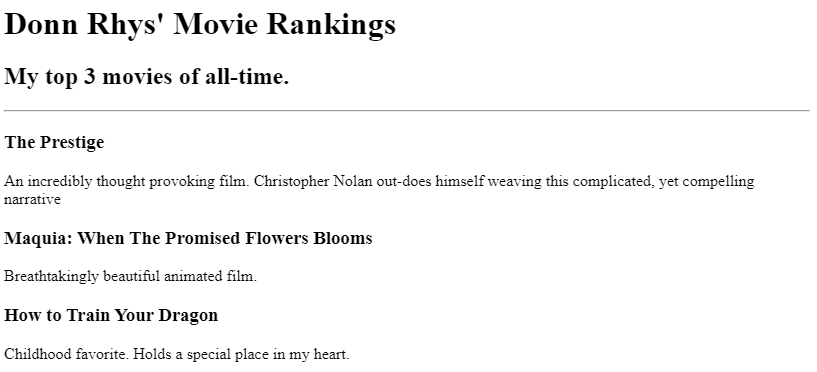 Donn Rhys' Movie Rankings
My top 3 movies of all-time.
The Prestige
An incredibly thought provoking film. Christopher Nolan out-does himself weaving this complicated, yet compelling
narrative
Maquia: When The Promised Flowers Blooms
Breathtakingly beautiful animated film.
How to Train Your Dragon
Childhood favorite. Holds a special place in my heart.